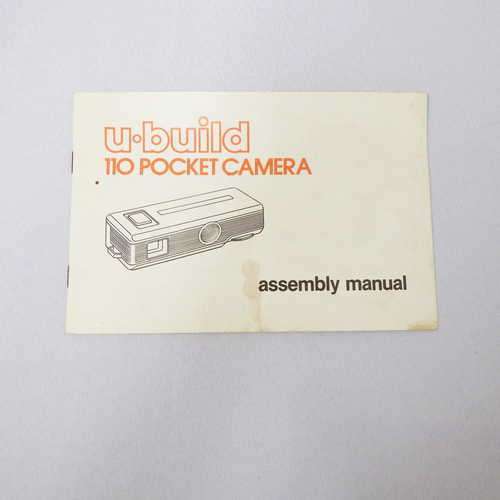 u·build
110 POCKET CAMERA
assembly manual